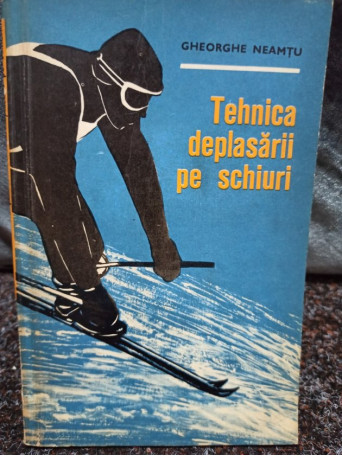 GHEORGHE NEAMȚU
Tehnica
deplasării
pe schiuri